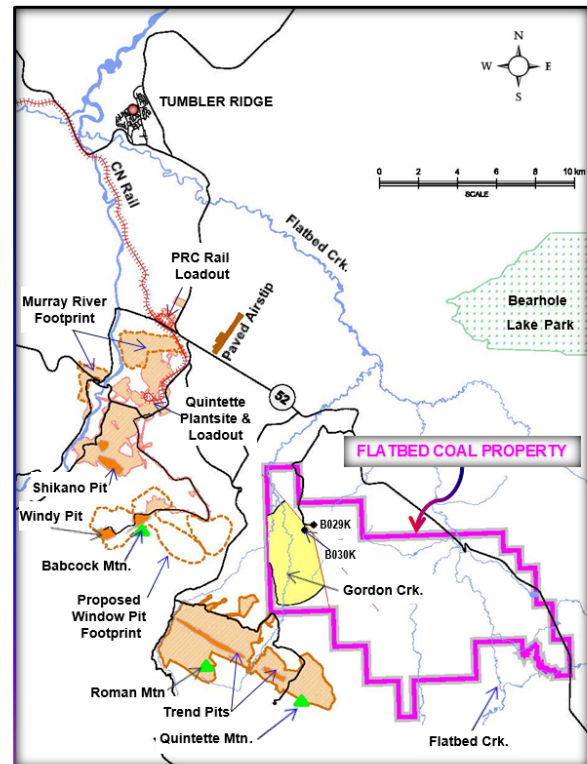 N
W E
S
TUMBLER RIDGE
0 2 4 6 8 10 km
SCALE
CN Rail
Flatbed Crk.
PRC Rail
Loadout
Murray River
Footprint
Paved Airstip
Bearhole
Lake Park
52
Quintette
Plantsite &
Loadout
FLATBED COAL PROPERTY
Shikano Pit
Windy Pit
B029K
B030K
Babcock Mtn.
Gordon Crk.
Proposed
Window Pit
Footprint
Roman Mtn
Trend Pits
Quintette Mtn.
Flatbed Crk.